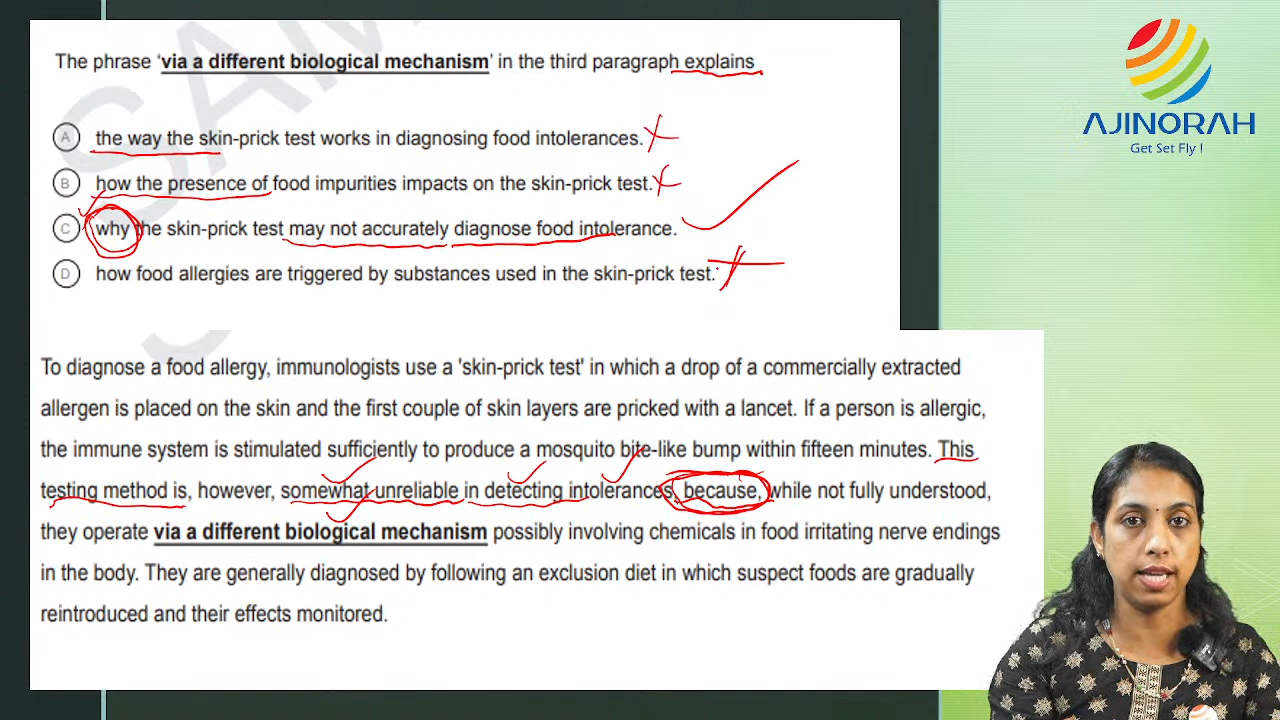 SAM
The phrase ‘via a different biological mechanism’ in the third paragraph explains
A the way the skin-prick test works in diagnosing food intolerances.
B how the presence of food impurities impacts on the skin-prick test.
C why the skin-prick test may not accurately diagnose food intolerance.
D how food allergies are triggered by substances used in the skin-prick test.
To diagnose a food allergy, immunologists use a 'skin-prick test' in which a drop of a commercially extracted
allergen is placed on the skin and the first couple of skin layers are pricked with a lancet. If a person is allergic,
the immune system is stimulated sufficiently to produce a mosquito bite-like bump within fifteen minutes. This
testing method is, however, somewhat unreliable in detecting intolerances, because, while not fully understood,
they operate via a different biological mechanism possibly involving chemicals in food irritating nerve endings
in the body. They are generally diagnosed by following an exclusion diet in which suspect foods are gradually
reintroduced and their effects monitored.
AJINORAH
Get Set Fly !